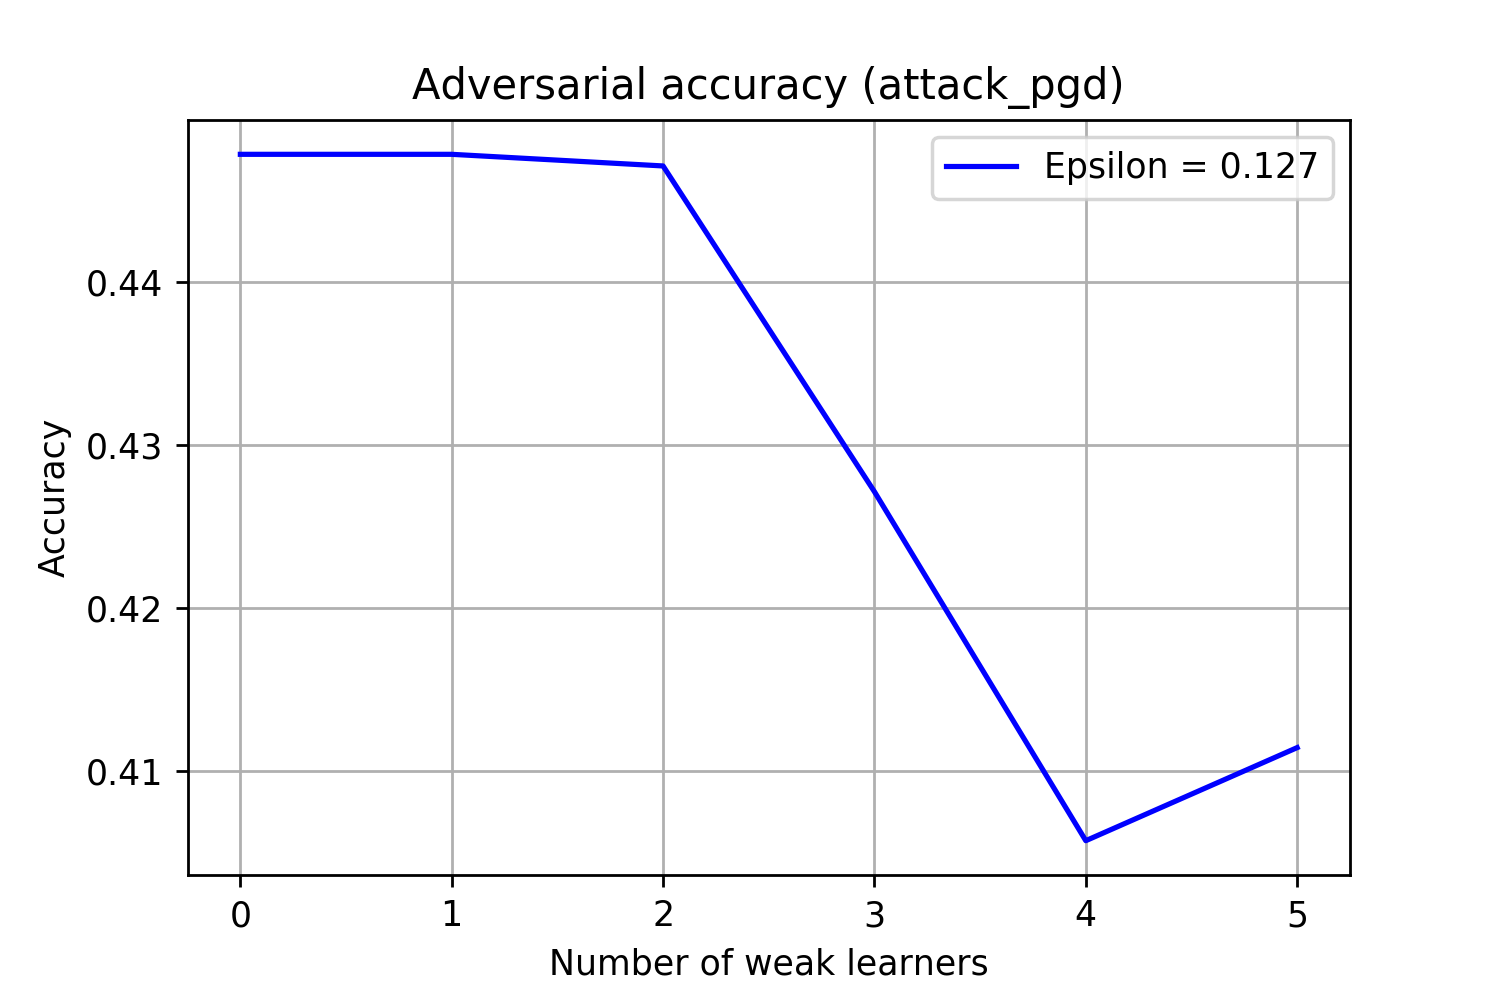 Adversarial accuracy (attack_pgd)
Epsilon = 0.127
0.44
0.43
0.42
0.41
Accuracy
0 1 2 3 4 5
Number of weak learners